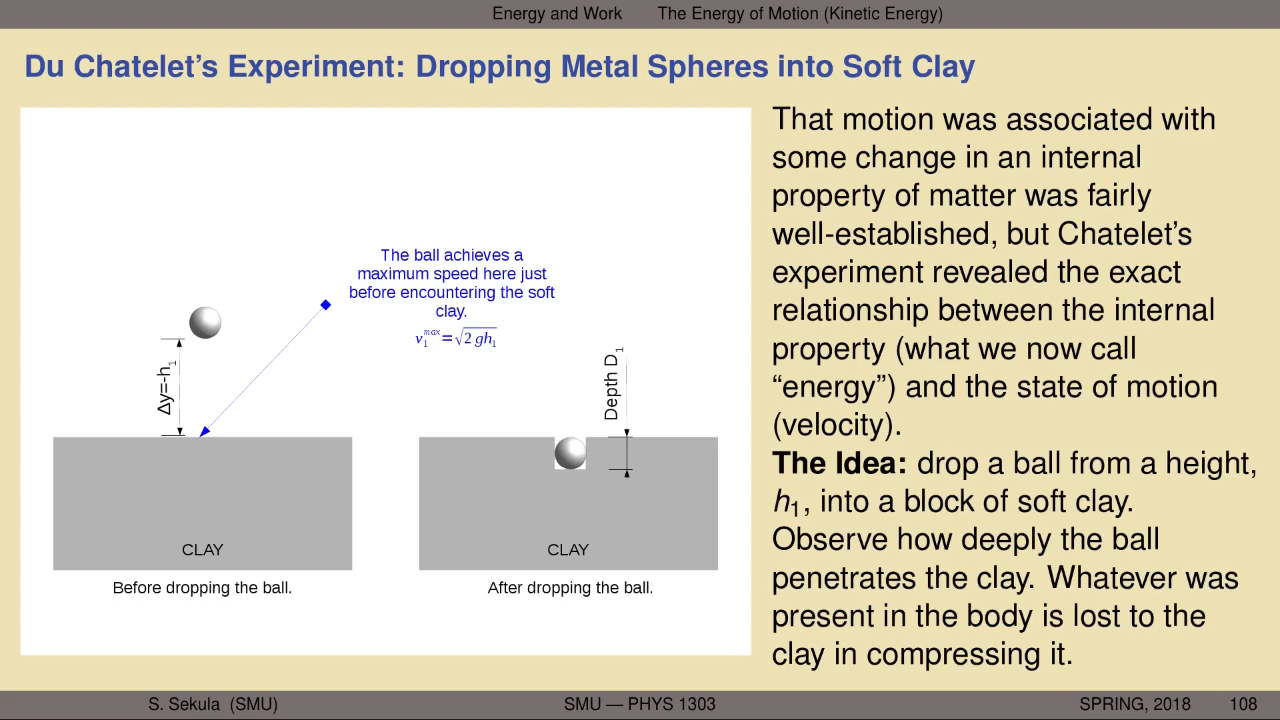 Energy and Work The Energy of Motion (Kinetic Energy)
Du Chatelet’s Experiment: Dropping Metal Spheres into Soft Clay
The ball achieves a
maximum speed here just
before encountering the soft
clay.
v₁ᵐᵃˣ=√2 gh₁
Δy=-h₁
CLAY
Before dropping the ball.
Depth D₁
CLAY
After dropping the ball.
That motion was associated with
some change in an internal
property of matter was fairly
well-established, but Chatelet’s
experiment revealed the exact
relationship between the internal
property (what we now call
“energy”) and the state of motion
(velocity).
The Idea: drop a ball from a height,
h₁, into a block of soft clay.
Observe how deeply the ball
penetrates the clay. Whatever was
present in the body is lost to the
clay in compressing it.
S. Sekula (SMU) SMU — PHYS 1303 SPRING, 2018 108